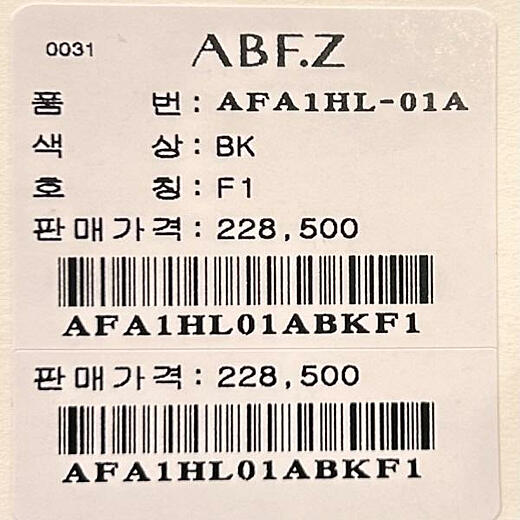 0031 ABF.Z
품 번: AFA1HL-01A
색 상: BK
호 칭: F1
판매가격: 228,500
AFA1HL01ABKF1
판매가격: 228,500
AFA1HL01ABKF1